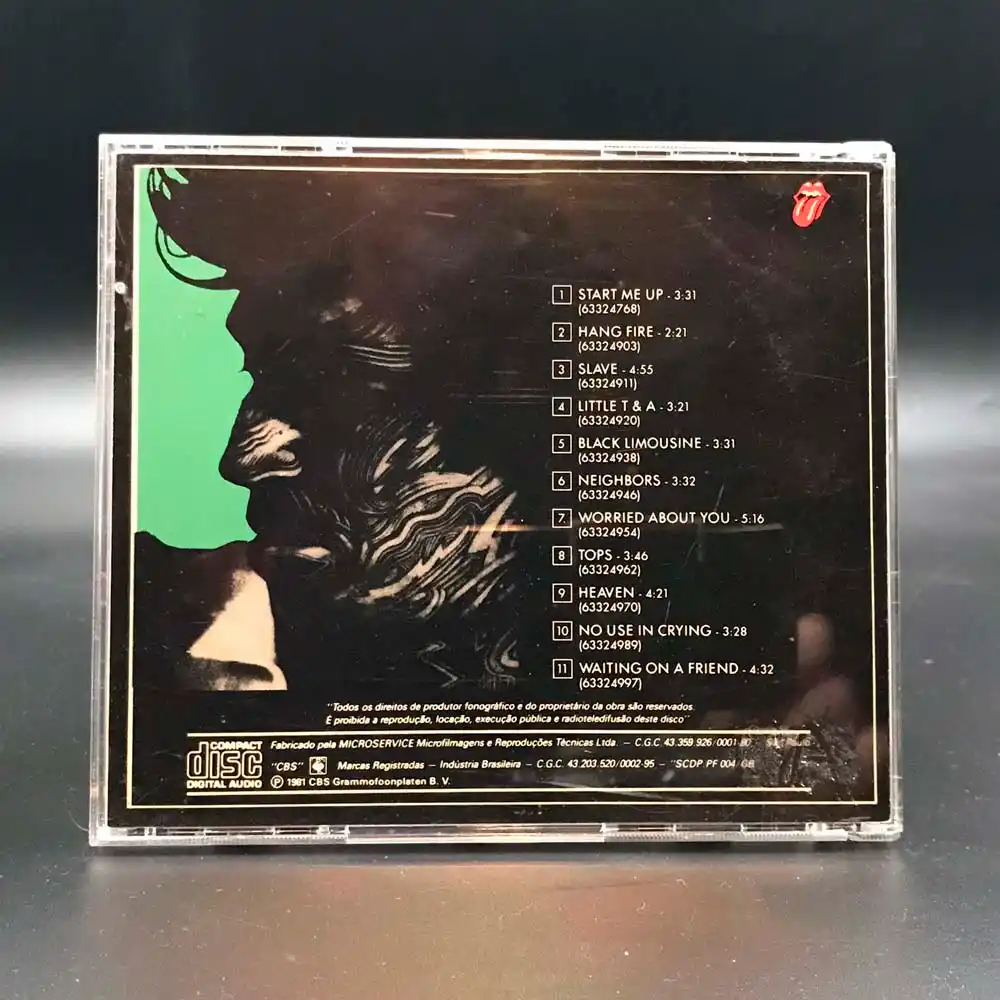 1 START ME UP - 3:31
(63324768)
2 HANG FIRE - 2:21
(63324903)
3 SLAVE - 4:55
(63324911)
4 LITTLE T & A - 3:21
(63324920)
5 BLACK LIMOUSINE - 3:31
(63324938)
6 NEIGHBORS - 3:32
(63324946)
7 WORRIED ABOUT YOU - 5:16
(63324954)
8 TOPS - 3:46
(63324962)
9 HEAVEN - 4:21
(63324970)
10 NO USE IN CRYING - 3:28
(63324989)
11 WAITING ON A FRIEND - 4:32
(63324997)
"Todos os direitos de produtor fonográfico e do proprietário da obra são reservados.
É proibida a reprodução, locação, execução pública e radioteledifusão deste disco"
COMPACT
disc
DIGITAL AUDIO
Fabricado pela MICROSERVICE Microfilmagens e Reproduções Técnicas Ltda. — C.G.C. 43.359.926/0001
"CBS" Marcas Registradas — Indústria Brasileira — C.G.C. 43.203.520/0002-95 — "SCDP PF 004
℗ 1981 CBS Grammofoonplaten B. V.